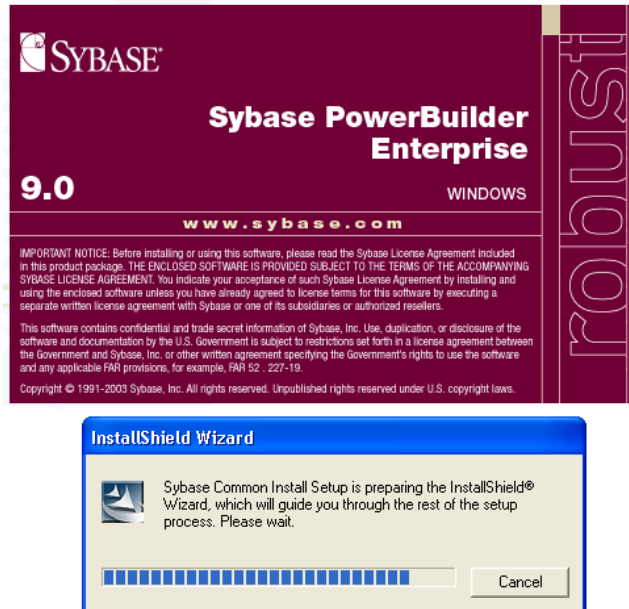 SYBASE®
robust
Sybase PowerBuilder
Enterprise
9.0
WINDOWS
www.sybase.com
IMPORTANT NOTICE: Before installing or using this software, please read the Sybase License Agreement included
in this product package. THE ENCLOSED SOFTWARE IS PROVIDED SUBJECT TO THE TERMS OF THE ACCOMPANYING
SYBASE LICENSE AGREEMENT. You indicate your acceptance of such Sybase License Agreement by installing and
using the enclosed software unless you have already agreed to license terms for this software by executing a
separate written license agreement with Sybase or one of its subsidiaries or authorized resellers.
This software contains confidential and trade secret information of Sybase, Inc. Use, duplication, or disclosure of the
software and documentation by the U.S. Government is subject to restrictions set forth in a license agreement between
the Government and Sybase, Inc. or other written agreement specifying the Government's rights to use the software
and any applicable FAR provisions, for example, FAR 52 . 227-19.
Copyright © 1991-2003 Sybase, Inc. All rights reserved. Unpublished rights reserved under U.S. copyright laws.
InstallShield Wizard
Sybase Common Install Setup is preparing the InstallShield®
Wizard, which will guide you through the rest of the setup
process. Please wait.
Cancel